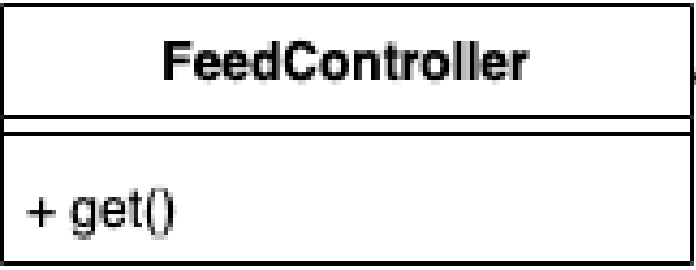 FeedController
+ get()